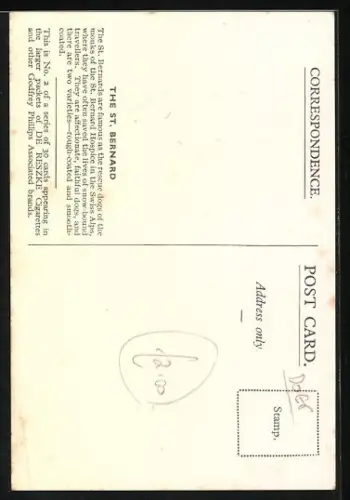 CORRESPONDENCE.
POST CARD.
Address only
Stamp.
THE ST BERNARD
The St. Bernards are famous as the rescue dogs of the
monks of the St. Bernard Hospice in the Swiss Alps,
where they have often saved the lives of snow-bound
travellers. They are affectionate, faithful dogs, and
there are two varieties—rough-coated and smooth-
coated.
This is No. 2 of a series of 30 cards appearing in
the larger packets of DE RESZKE Cigarettes
and other Godfrey Phillips Associated brands.